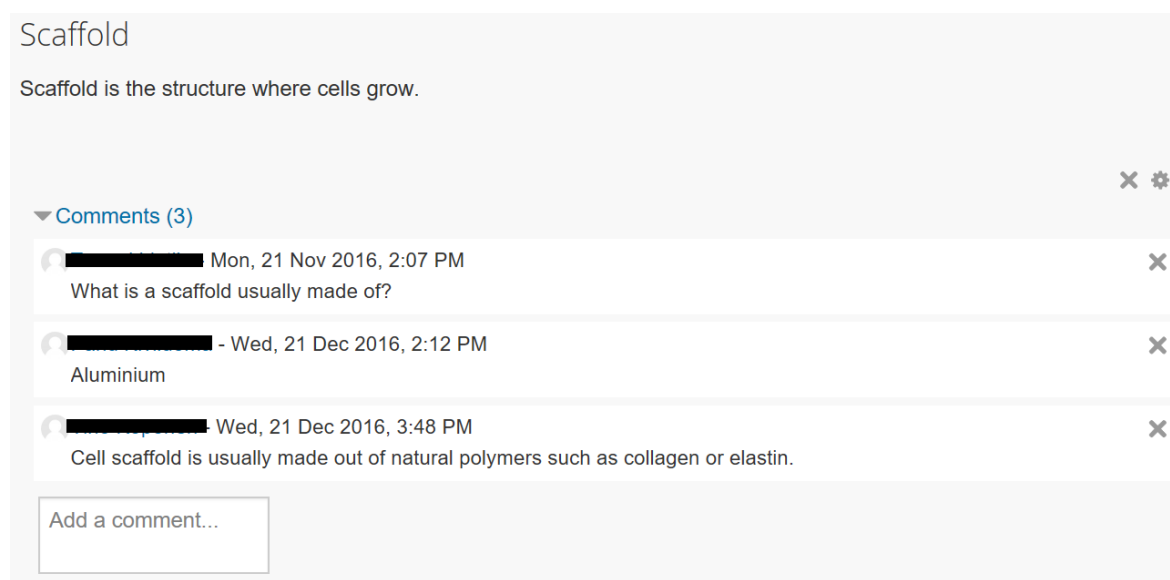 Scaffold
Scaffold is the structure where cells grow.
Comments (3)
Mon, 21 Nov 2016, 2:07 PM
What is a scaffold usually made of?
- Wed, 21 Dec 2016, 2:12 PM
Aluminium
- Wed, 21 Dec 2016, 3:48 PM
Cell scaffold is usually made out of natural polymers such as collagen or elastin.
Add a comment...